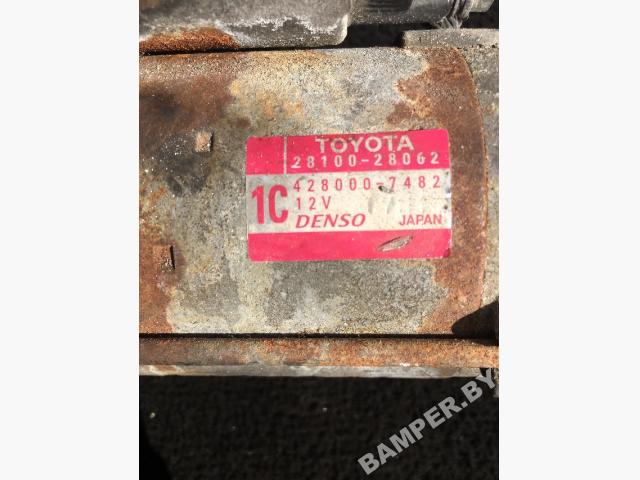 TOYOTA
28100-28062
1C
428000-7482
12V
DENSO JAPAN
BAMPER.BY